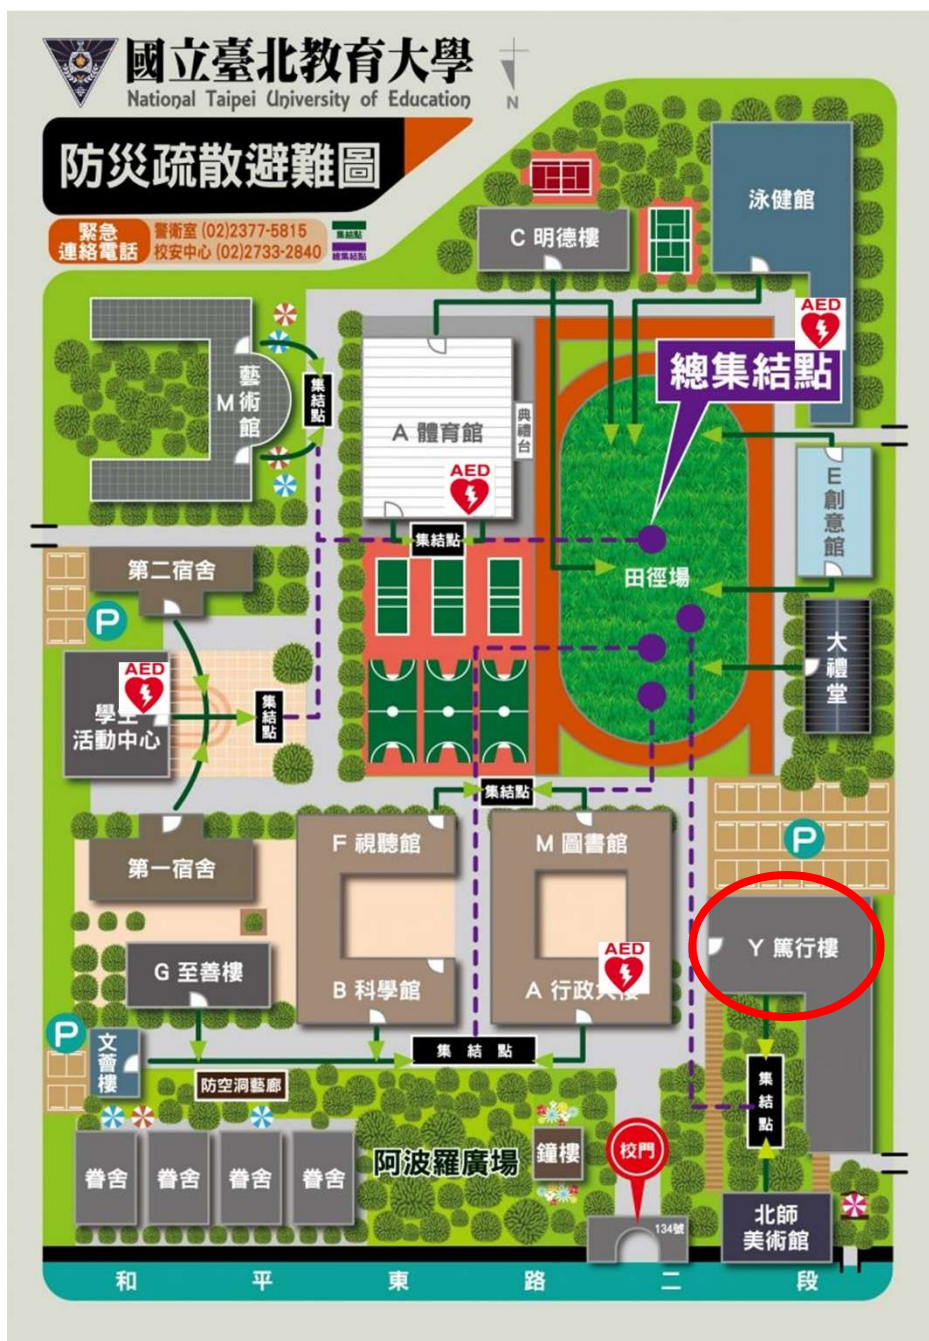 國立臺北教育大學
National Taipei University of Education
N
防災疏散避難圖
緊急
連絡電話
警衛室 (02)2377-5815
校安中心 (02)2733-2840
集結點
總集結點
泳健館
C 明德樓
AED
總集結點
藝
術
M
館
集結點
A 體育館
典禮台
AED
E
創
意
館
集結點
田徑場
第二宿舍
P
大
禮
堂
AED
學生
活動中心
集結點
集結點
P
F 視聽館
M 圖書館
第一宿舍
Y 篤行樓
AED
G 至善樓
B 科學館
A 行政大樓
P
文
薈
樓
集結點
防空洞藝廊
集
結
點
眷舍
眷舍
眷舍
眷舍
阿波羅廣場
鐘樓
校門
134號
北師
美術館
和平東路二段